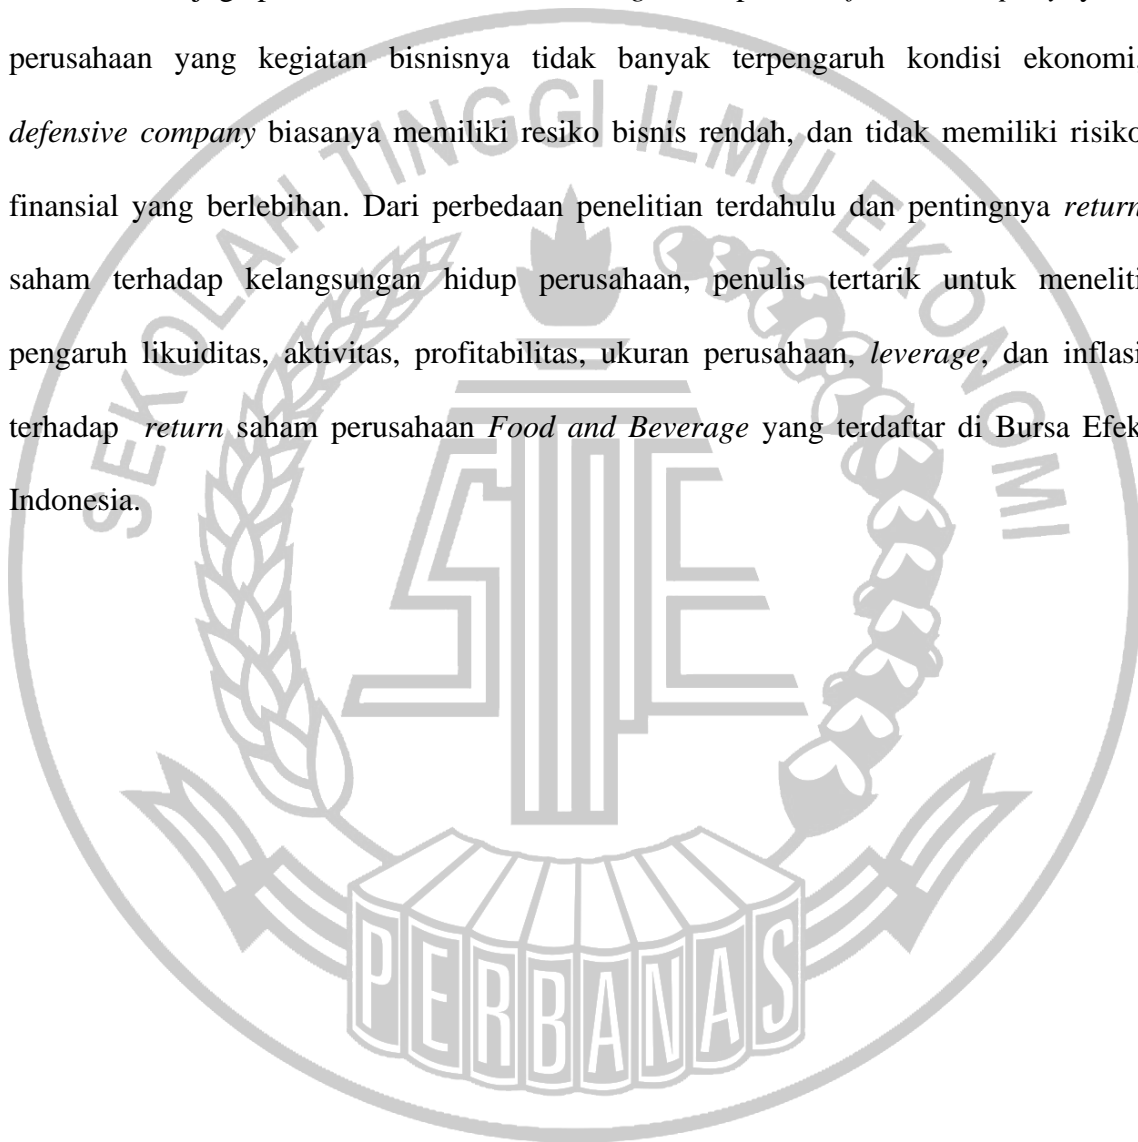 perusahaan yang kegiatan bisnisnya tidak banyak terpengaruh kondisi ekonomi.
defensive company biasanya memiliki resiko bisnis rendah, dan tidak memiliki risiko
finansial yang berlebihan. Dari perbedaan penelitian terdahulu dan pentingnya return
saham terhadap kelangsungan hidup perusahaan, penulis tertarik untuk meneliti
pengaruh likuiditas, aktivitas, profitabilitas, ukuran perusahaan, leverage, dan inflasi
terhadap return saham perusahaan Food and Beverage yang terdaftar di Bursa Efek
Indonesia.
SEKOLAH TINGGI ILMU EKONOMI
STIE
PERBANAS